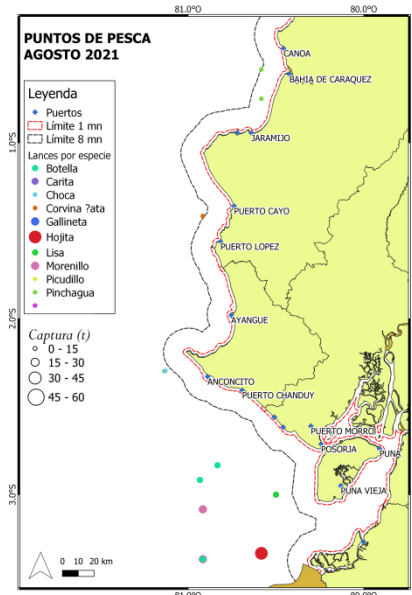 PUNTOS DE PESCA
AGOSTO 2021
81.0°
80.0°
CANOA
BAHIA DE CARAQUEZ
Leyenda
Puertos
Límite 1 mn
Límite 8 mn
Lances por especie
Botella
Carita
Choca
Corvina ?ata
Gallineta
Hojita
Lisa
Morenillo
Picudillo
Pinchagua
1.0°S
JARAMIJO
PUERTO CAYO
PUERTO LOPEZ
2.0°S
AYANGUE
Captura (t)
0 - 15
15 - 30
30 - 45
45 - 60
ANCONCITO
PUERTO CHANDUY
PUERTO MORRO
POSORJA
PUNA
3.0°S
PUNA VIEJA
0 10 20 km
81.0°
80.0°